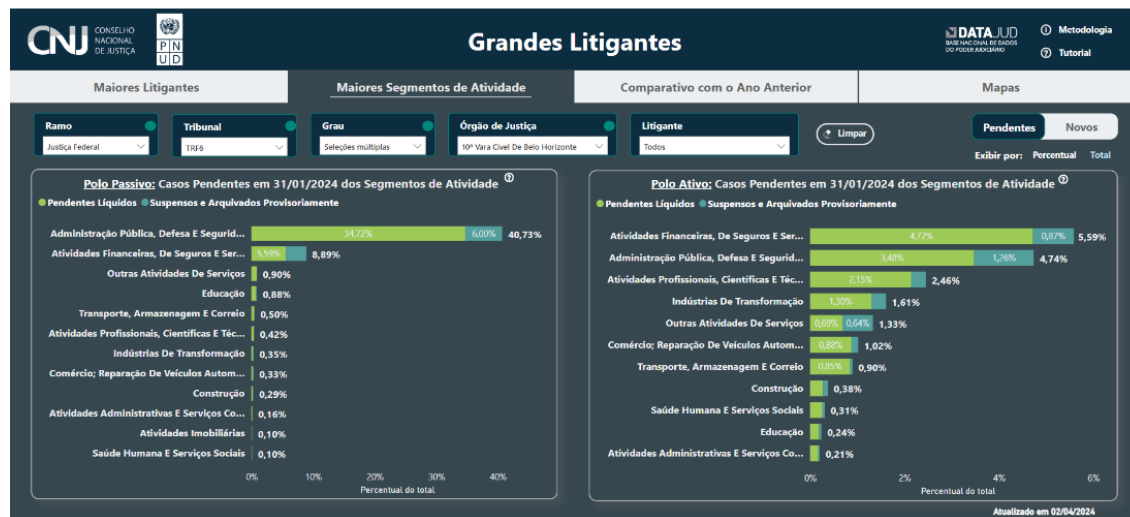 CNJ CONSELHO NACIONAL DE JUSTIÇA
P N U D
Grandes Litigantes
DATAJUD
BASE NACIONAL DE DADOS
DO PODER JUDICIÁRIO
Metodologia
Tutorial
Maiores Litigantes
Maiores Segmentos de Atividade
Comparativo com o Ano Anterior
Mapas
Ramo
Justiça Federal
Tribunal
TRF6
Grau
Seleções múltiplas
Órgão de Justiça
10ª Vara Civel De Belo Horizonte
Litigante
Todos
Limpar
Pendentes Novos
Exibir por: Percentual Total
Polo Passivo: Casos Pendentes em 31/01/2024 dos Segmentos de Atividade ?
Pendentes Líquidos Suspensos e Arquivados Provisoriamente
Administração Pública, Defesa E Segurid... 34,72% 6,00% 40,73%
Atividades Financeiras, De Seguros E Ser... 5,59% 8,89%
Outras Atividades De Serviços 0,90%
Educação 0,88%
Transporte, Armazenagem E Correio 0,50%
Atividades Profissionais, Científicas E Téc... 0,42%
Indústrias De Transformação 0,35%
Comércio; Reparação De Veículos Autom... 0,33%
Construção 0,29%
Atividades Administrativas E Serviços Co... 0,16%
Atividades Imobiliárias 0,10%
Saúde Humana E Serviços Sociais 0,10%
0% 10% 20% 30% 40%
Percentual do total
Polo Ativo: Casos Pendentes em 31/01/2024 dos Segmentos de Atividade ?
Pendentes Líquidos Suspensos e Arquivados Provisoriamente
Atividades Financeiras, De Seguros E Ser... 4,72% 0,87% 5,59%
Administração Pública, Defesa E Segurid... 3,48% 1,26% 4,74%
Atividades Profissionais, Científicas E Téc... 2,15% 2,46%
Indústrias De Transformação 1,30% 1,61%
Outras Atividades De Serviços 0,69% 0,64% 1,33%
Comércio; Reparação De Veículos Autom... 0,88% 1,02%
Transporte, Armazenagem E Correio 0,85% 0,90%
Construção 0,38%
Saúde Humana E Serviços Sociais 0,31%
Educação 0,24%
Atividades Administrativas E Serviços Co... 0,21%
0% 2% 4% 6%
Percentual do total
Atualizado em 02/04/2024